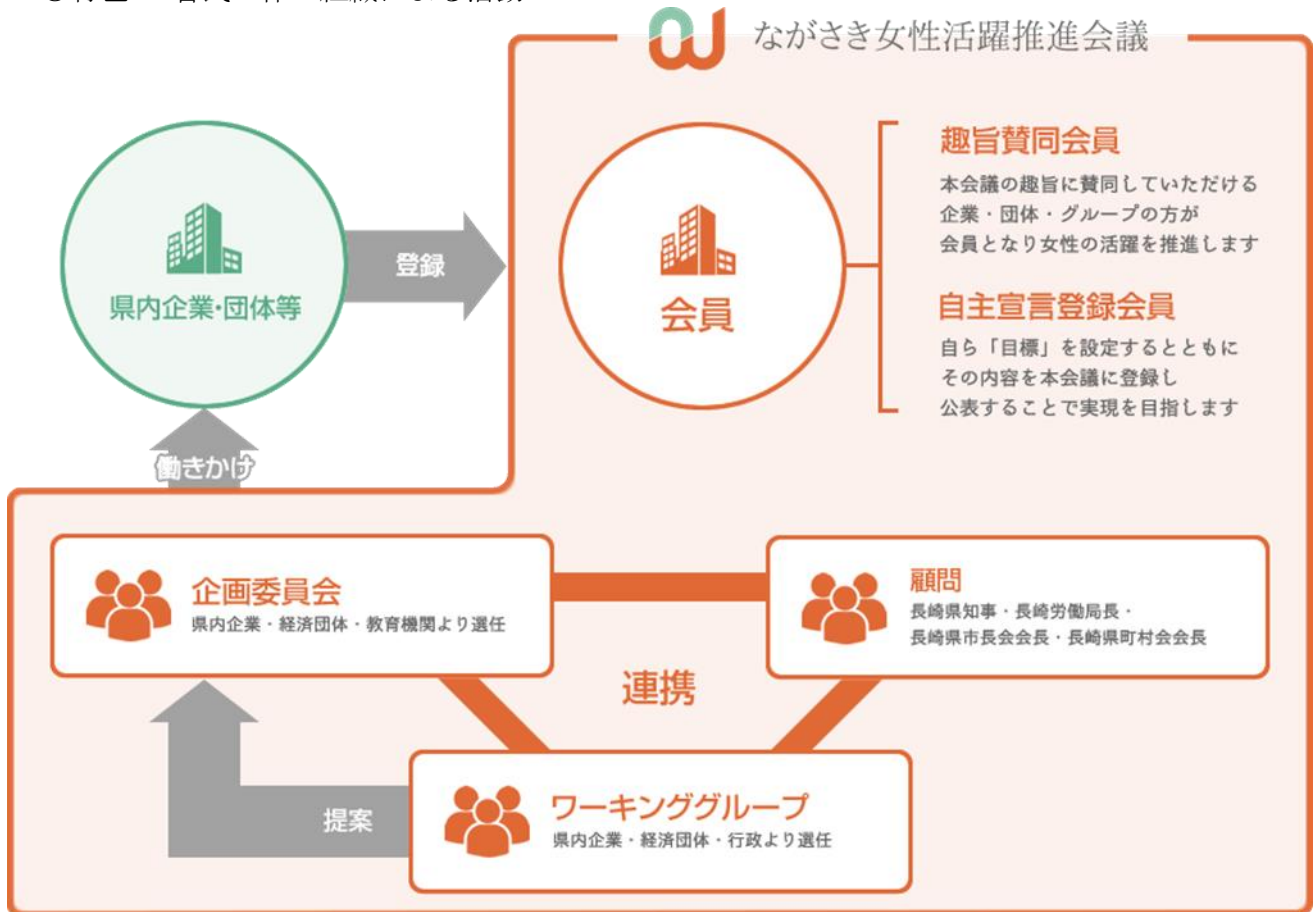 ながさき女性活躍推進会議
県内企業・団体等
登録
会員
趣旨賛同会員
本会議の趣旨に賛同していただける
企業・団体・グループの方が
会員となり女性の活躍を推進します
自主宣言登録会員
自ら「目標」を設定するとともに
その内容を本会議に登録し
公表することで実現を目指します
働きかけ
企画委員会
県内企業・経済団体・教育機関より選任
顧問
長崎県知事・長崎労働局長・
長崎県市長会会長・長崎県町村会会長
連携
提案
ワーキンググループ
県内企業・経済団体・行政より選任